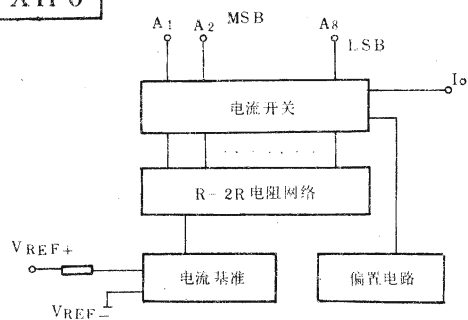 A1 A2 MSB A8
LSB
Io
电流开关
R-2R电阻网络
VREF+
电流基准
偏置电路
VREF-